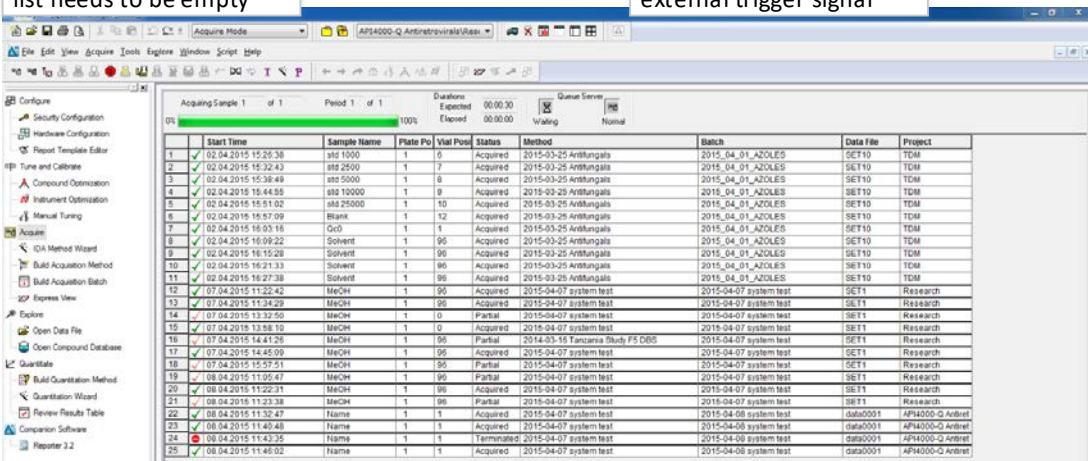 list needs to be empty
external trigger signal
Acquire Mode
API4000-Q Antiretrovirals\Res
File Edit View Acquire Tools Explore Window Script Help
Configure
Security Configuration
Hardware Configuration
Report Template Editor
Tune and Calibrate
Compound Optimization
Instrument Optimization
Manual Tuning
Acquire
IDA Method Wizard
Build Acquisition Method
Build Acquisition Batch
Express View
Explore
Open Data File
Open Compound Database
Quantitate
Build Quantitation Method
Quantitation Wizard
Review Results Table
Companion Software
Reporter 3.2
Acquiring Sample 1 of 1 Period 1 of 1
Durations
Expected 00:00:30
Elapsed 00:00:00
Queue Server
Waiting Normal
0% 100%
Start Time Sample Name Plate Po Vial Posi Status Method Batch Data File Project
1 02.04.2015 15:26:38 std 1000 1 6 Acquired 2015-03-25 Antifungals 2015_04_01_AZOLES SET10 TDM
2 02.04.2015 15:32:43 std 2500 1 7 Acquired 2015-03-25 Antifungals 2015_04_01_AZOLES SET10 TDM
3 02.04.2015 15:38:49 std 5000 1 8 Acquired 2015-03-25 Antifungals 2015_04_01_AZOLES SET10 TDM
4 02.04.2015 15:44:55 std 10000 1 9 Acquired 2015-03-25 Antifungals 2015_04_01_AZOLES SET10 TDM
5 02.04.2015 15:51:02 std 25000 1 10 Acquired 2015-03-25 Antifungals 2015_04_01_AZOLES SET10 TDM
6 02.04.2015 15:57:09 Blank 1 12 Acquired 2015-03-25 Antifungals 2015_04_01_AZOLES SET10 TDM
7 02.04.2015 16:03:16 Qc0 1 1 Acquired 2015-03-25 Antifungals 2015_04_01_AZOLES SET10 TDM
8 02.04.2015 16:09:22 Solvent 1 96 Acquired 2015-03-25 Antifungals 2015_04_01_AZOLES SET10 TDM
9 02.04.2015 16:15:28 Solvent 1 96 Acquired 2015-03-25 Antifungals 2015_04_01_AZOLES SET10 TDM
10 02.04.2015 16:21:33 Solvent 1 96 Acquired 2015-03-25 Antifungals 2015_04_01_AZOLES SET10 TDM
11 02.04.2015 16:27:38 Solvent 1 96 Acquired 2015-03-25 Antifungals 2015_04_01_AZOLES SET10 TDM
12 07.04.2015 11:22:42 MeOH 1 96 Acquired 2015-04-07 system test 2015-04-07 system test SET1 Research
13 07.04.2015 11:34:29 MeOH 1 96 Acquired 2015-04-07 system test 2015-04-07 system test SET1 Research
14 07.04.2015 13:32:50 MeOH 1 0 Partial 2015-04-07 system test 2015-04-07 system test SET1 Research
15 07.04.2015 13:58:10 MeOH 1 0 Acquired 2015-04-07 system test 2015-04-07 system test SET1 Research
16 07.04.2015 14:41:26 MeOH 1 96 Partial 2014-03-16 Tanzania Study F5 DBS 2015-04-07 system test SET1 Research
17 07.04.2015 14:45:09 MeOH 1 96 Acquired 2015-04-07 system test 2015-04-07 system test SET1 Research
18 07.04.2015 15:57:51 MeOH 1 96 Partial 2015-04-07 system test 2015-04-07 system test SET1 Research
19 08.04.2015 11:05:47 MeOH 1 96 Partial 2015-04-07 system test 2015-04-07 system test SET1 Research
20 08.04.2015 11:22:31 MeOH 1 96 Acquired 2015-04-07 system test 2015-04-07 system test SET1 Research
21 08.04.2015 11:23:38 MeOH 1 96 Partial 2015-04-07 system test 2015-04-07 system test SET1 Research
22 08.04.2015 11:32:47 Name 1 1 Acquired 2015-04-07 system test 2015-04-08 system test data0001 API4000-Q Antiret
23 08.04.2015 11:40:48 Name 1 1 Acquired 2015-04-07 system test 2015-04-08 system test data0001 API4000-Q Antiret
24 08.04.2015 11:43:35 Name 1 1 Terminated 2015-04-07 system test 2015-04-08 system test data0001 API4000-Q Antiret
25 08.04.2015 11:46:02 Name 1 1 Acquired 2015-04-07 system test 2015-04-08 system test data0001 API4000-Q Antiret